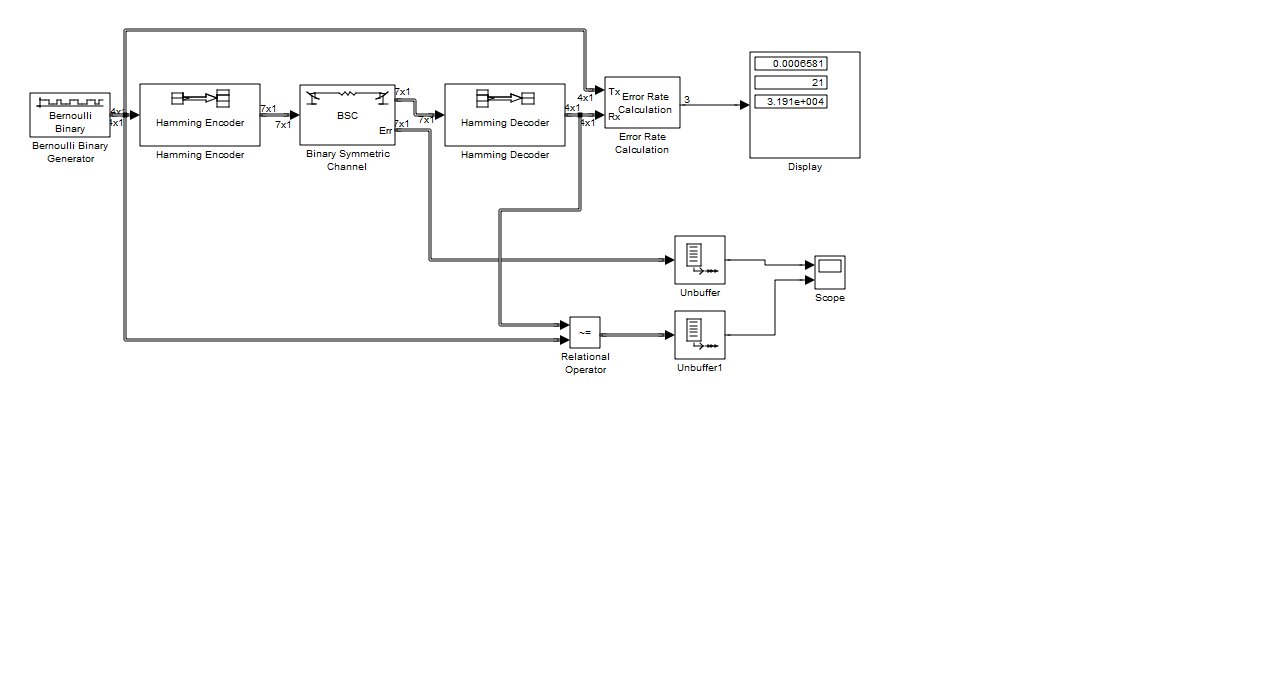 Bernoulli
Binary
Bernoulli Binary
Generator
4x1
4x1
Hamming Encoder
Hamming Encoder
7x1
7x1
BSC
Err
Binary Symmetric
Channel
7x1
7x1
7x1
Hamming Decoder
Hamming Decoder
4x1
4x1
4x1
Tx
Rx
Error Rate
Calculation
Error Rate
Calculation
3
0.0006581
21
3.191e+004
Display
Unbuffer
Scope
~=
Relational
Operator
Unbuffer1